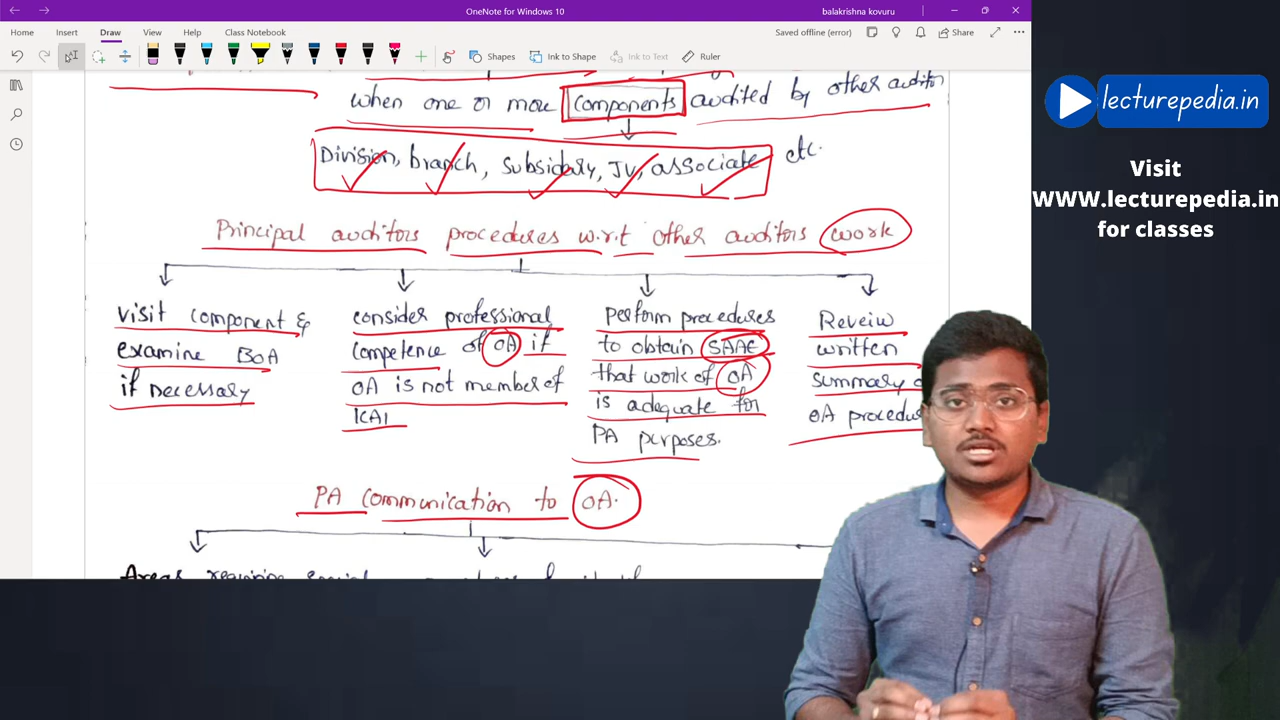 OneNote for Windows 10
balakrishna kovuru
Home Insert Draw View Help Class Notebook
Saved offline (error)
Share
Shapes
Ink to Shape
Ink to Text
Ruler
when one or more components audited by other auditor
Division, branch, subsidary, JV, associate etc.
Principal auditors procedures w.r.t other auditors work
visit component &
examine BoA
if necessary
consider professional
competence of OA if
OA is not member of
ICAI
perform procedures
to obtain SAAE
that work of OA
is adequate for
PA purposes.
Reveiw
written
summary
OA
PA communication to OA.
Areas requiring
lecturepedia.in
Visit
WWW.lecturepedia.in
for classes